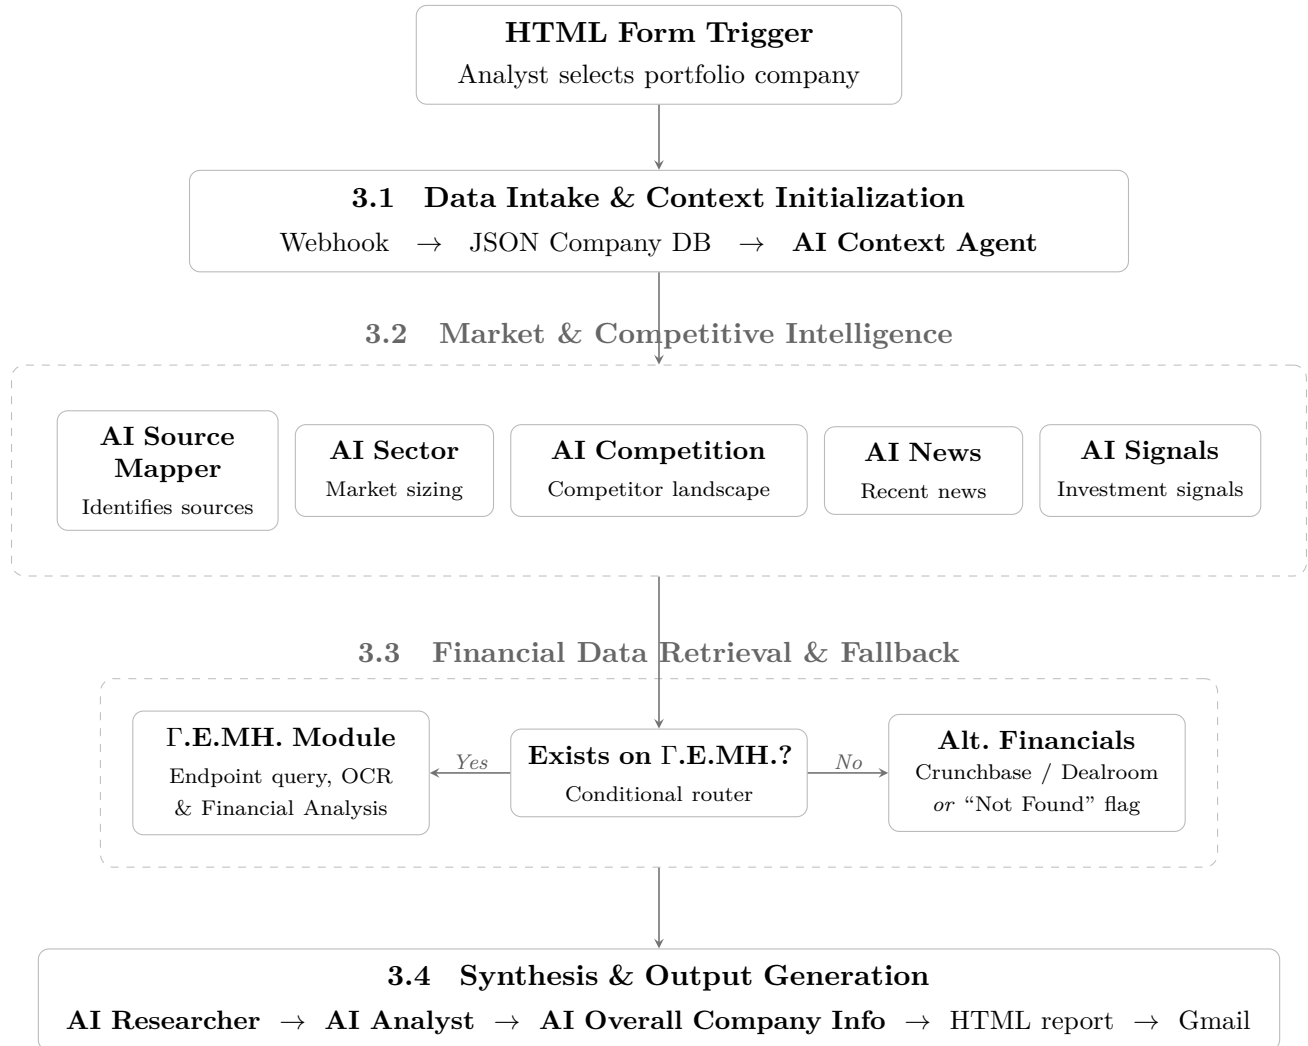 HTML Form Trigger
Analyst selects portfolio company
3.1 Data Intake & Context Initialization
Webhook → JSON Company DB → AI Context Agent
3.2 Market & Competitive Intelligence
AI Source
Mapper
Identifies sources
AI Sector
Market sizing
AI Competition
Competitor landscape
AI News
Recent news
AI Signals
Investment signals
3.3 Financial Data Retrieval & Fallback
Γ.Ε.ΜΗ. Module
Endpoint query, OCR
& Financial Analysis
Yes
Exists on Γ.Ε.ΜΗ.?
Conditional router
No
Alt. Financials
Crunchbase / Dealroom
or “Not Found” flag
3.4 Synthesis & Output Generation
AI Researcher → AI Analyst → AI Overall Company Info → HTML report → Gmail